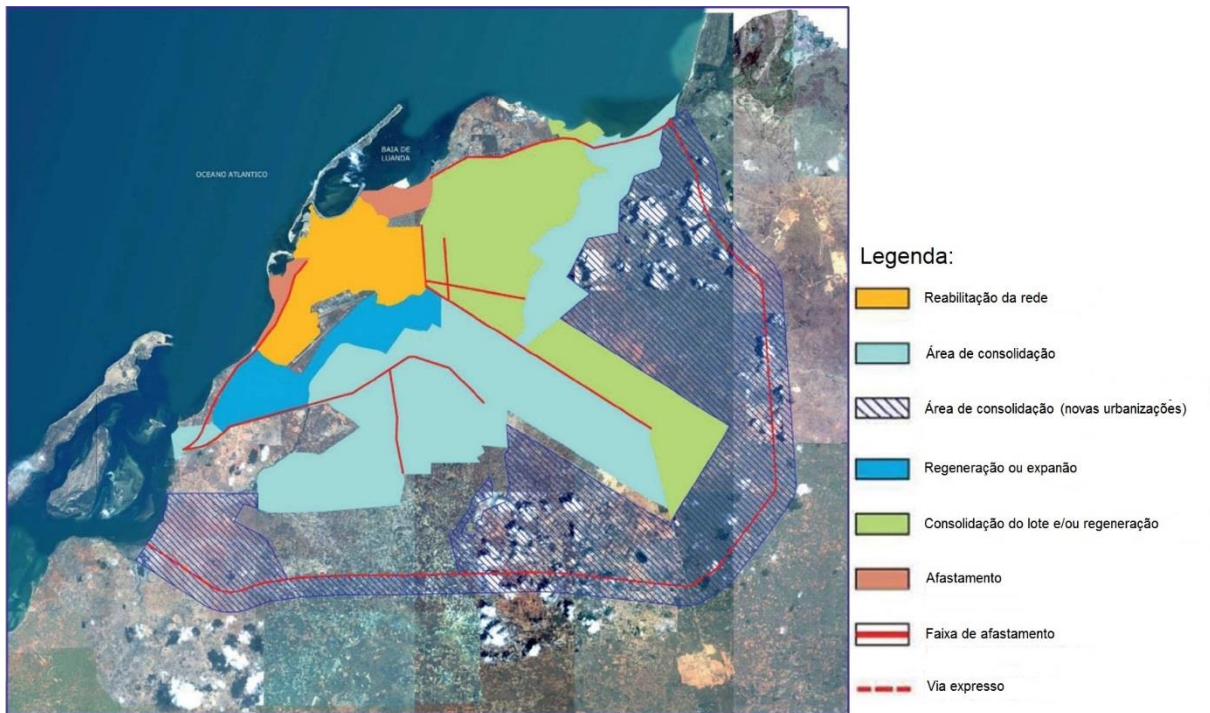 OCEANO ATLANTICO
BAIA DE
LUANDA
Legenda:
Reabilitação da rede
Área de consolidação
Área de consolidação (novas urbanizações)
Regeneração ou expanão
Consolidação do lote e/ou regeneração
Afastamento
Faixa de afastamento
Via expresso